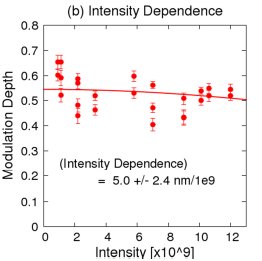 (b) Intensity Dependence
0.8
0.7
0.6
0.5
0.4
0.3
0.2
0.1
0
Modulation Depth
(Intensity Dependence)
= 5.0 +/- 2.4 nm/1e9
0 2 4 6 8 10 12
Intensity [x10^9]